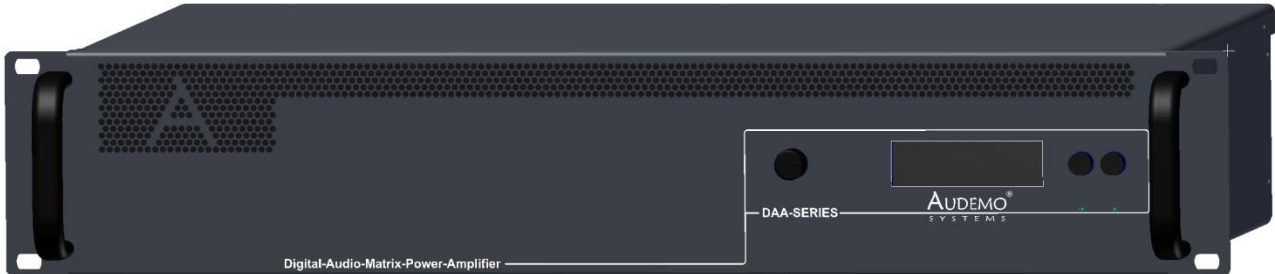 A
AUDEMO®
SYSTEMS
DAA-SERIES
Digital-Audio-Matrix-Power-Amplifier